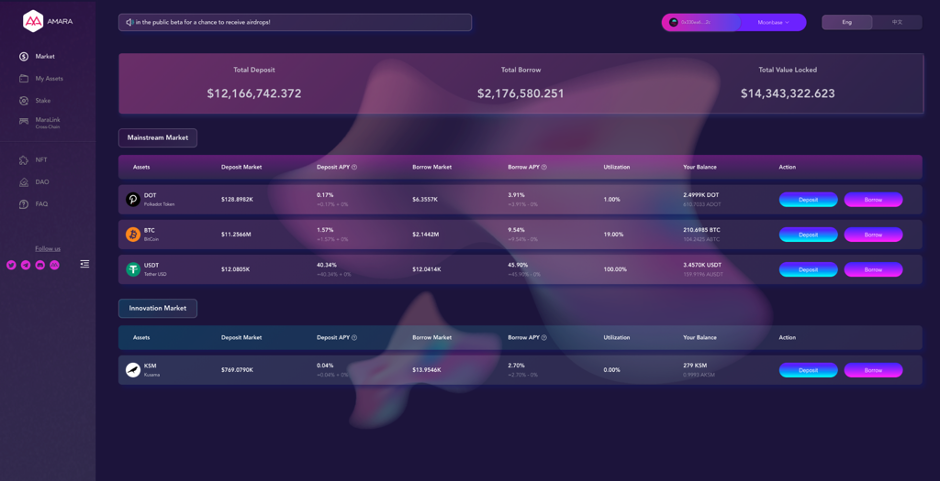 AMARA
in the public beta for a chance to receive airdrops!
Moonbase
Eng 中文
Market
My Assets
Stake
MaraLink
Cross-Chain
NFT
DAO
FAQ
Follow us
Total Deposit Total Borrow Total Value Locked
$12,166,742.372 $2,176,580.251 $14,343,322.623
Mainstream Market
Assets Deposit Market Deposit APY Borrow Market Borrow APY Utilization Your Balance Action
DOT $128.8982K 0.17% $6.3557K 3.91% 1.00% 2.4999K DOT Deposit Borrow
Polkadot Token +0.17% + 0% +3.91% - 0%
BTC $11.2566M 1.57% $2.1442M 9.54% 19.00% 210.6985 BTC Deposit Borrow
BitCoin +1.57% + 0% +9.54% - 0%
USDT $12.0805K 40.34% $12.0414K 45.90% 100.00% 3.4570K USDT Deposit Borrow
Tether USD +40.34% + 0% +45.90% - 0%
Innovation Market
Assets Deposit Market Deposit APY Borrow Market Borrow APY Utilization Your Balance Action
KSM $769.0790K 0.04% $13.9546K 2.70% 0.00% 279 KSM Deposit Borrow
Kusama +0.04% + 0% +2.70% - 0%